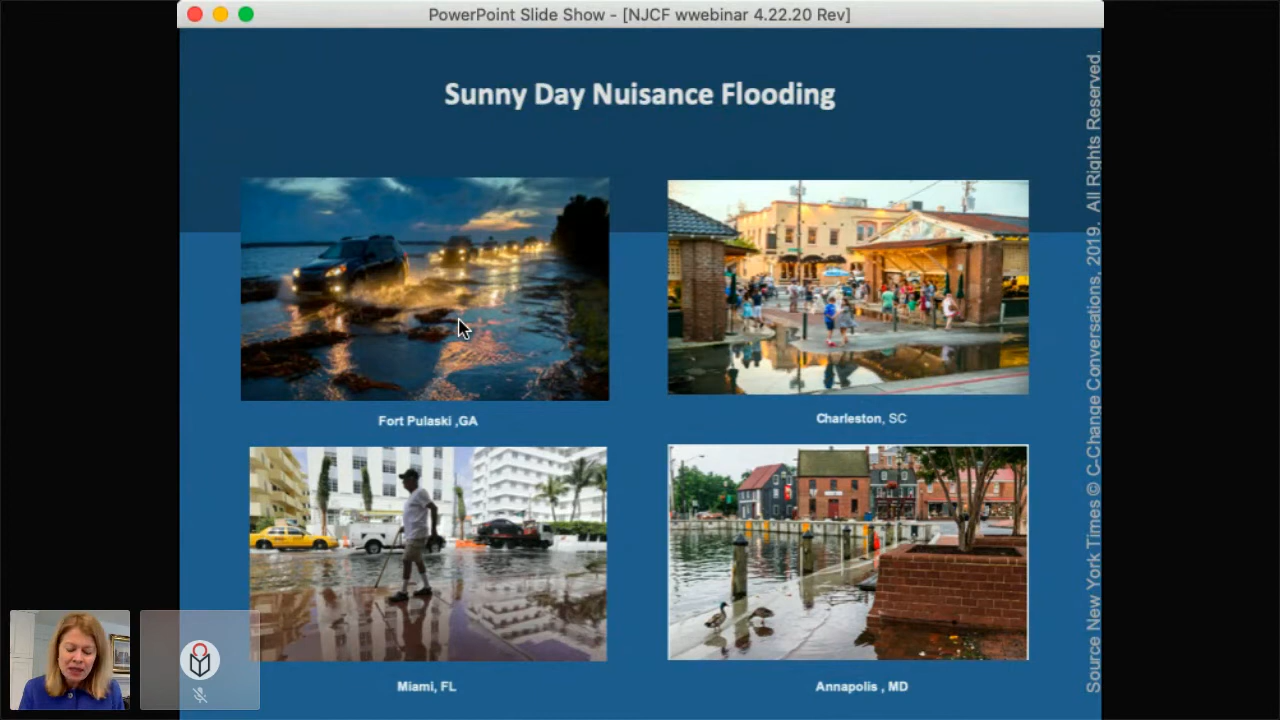 PowerPoint Slide Show - [NJCF wwebinar 4.22.20 Rev]
Sunny Day Nuisance Flooding
Fort Pulaski ,GA
Charleston, SC
Miami, FL
Annapolis , MD
Source New York Times © C-Change Conversations, 2019. All Rights Reserved.